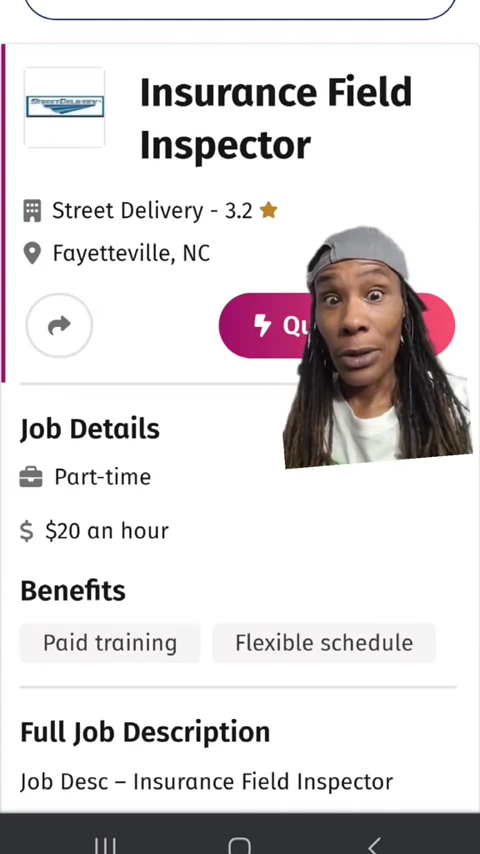 STREETDELIVERY
Insurance Field
Inspector
Street Delivery - 3.2
Fayetteville, NC
Job Details
Part-time
$20 an hour
Benefits
Paid training
Flexible schedule
Full Job Description
Job Desc – Insurance Field Inspector